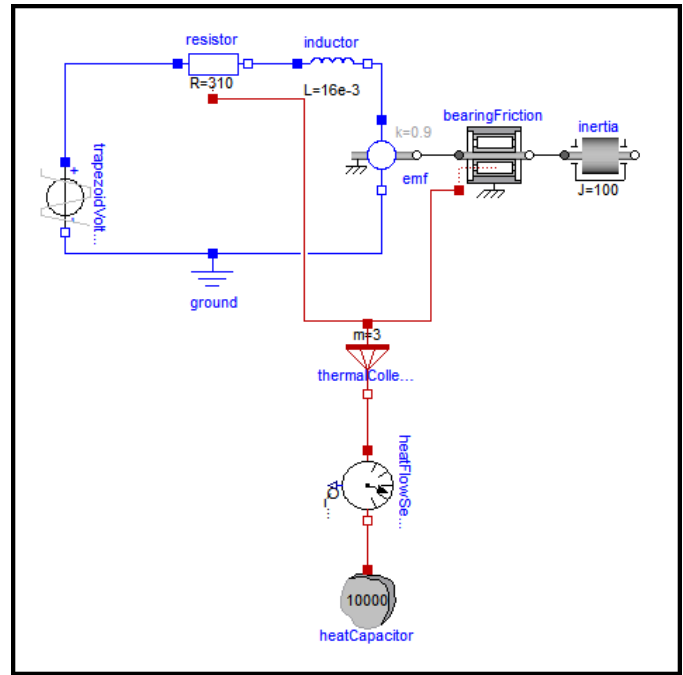 resistor
inductor
R=310
L=16e-3
bearingFriction
k=0.9
inertia
emf
J=100
+
trapezoidVolt...
-
ground
m=3
thermalColle...
heatFlowSe...
10000
heatCapacitor